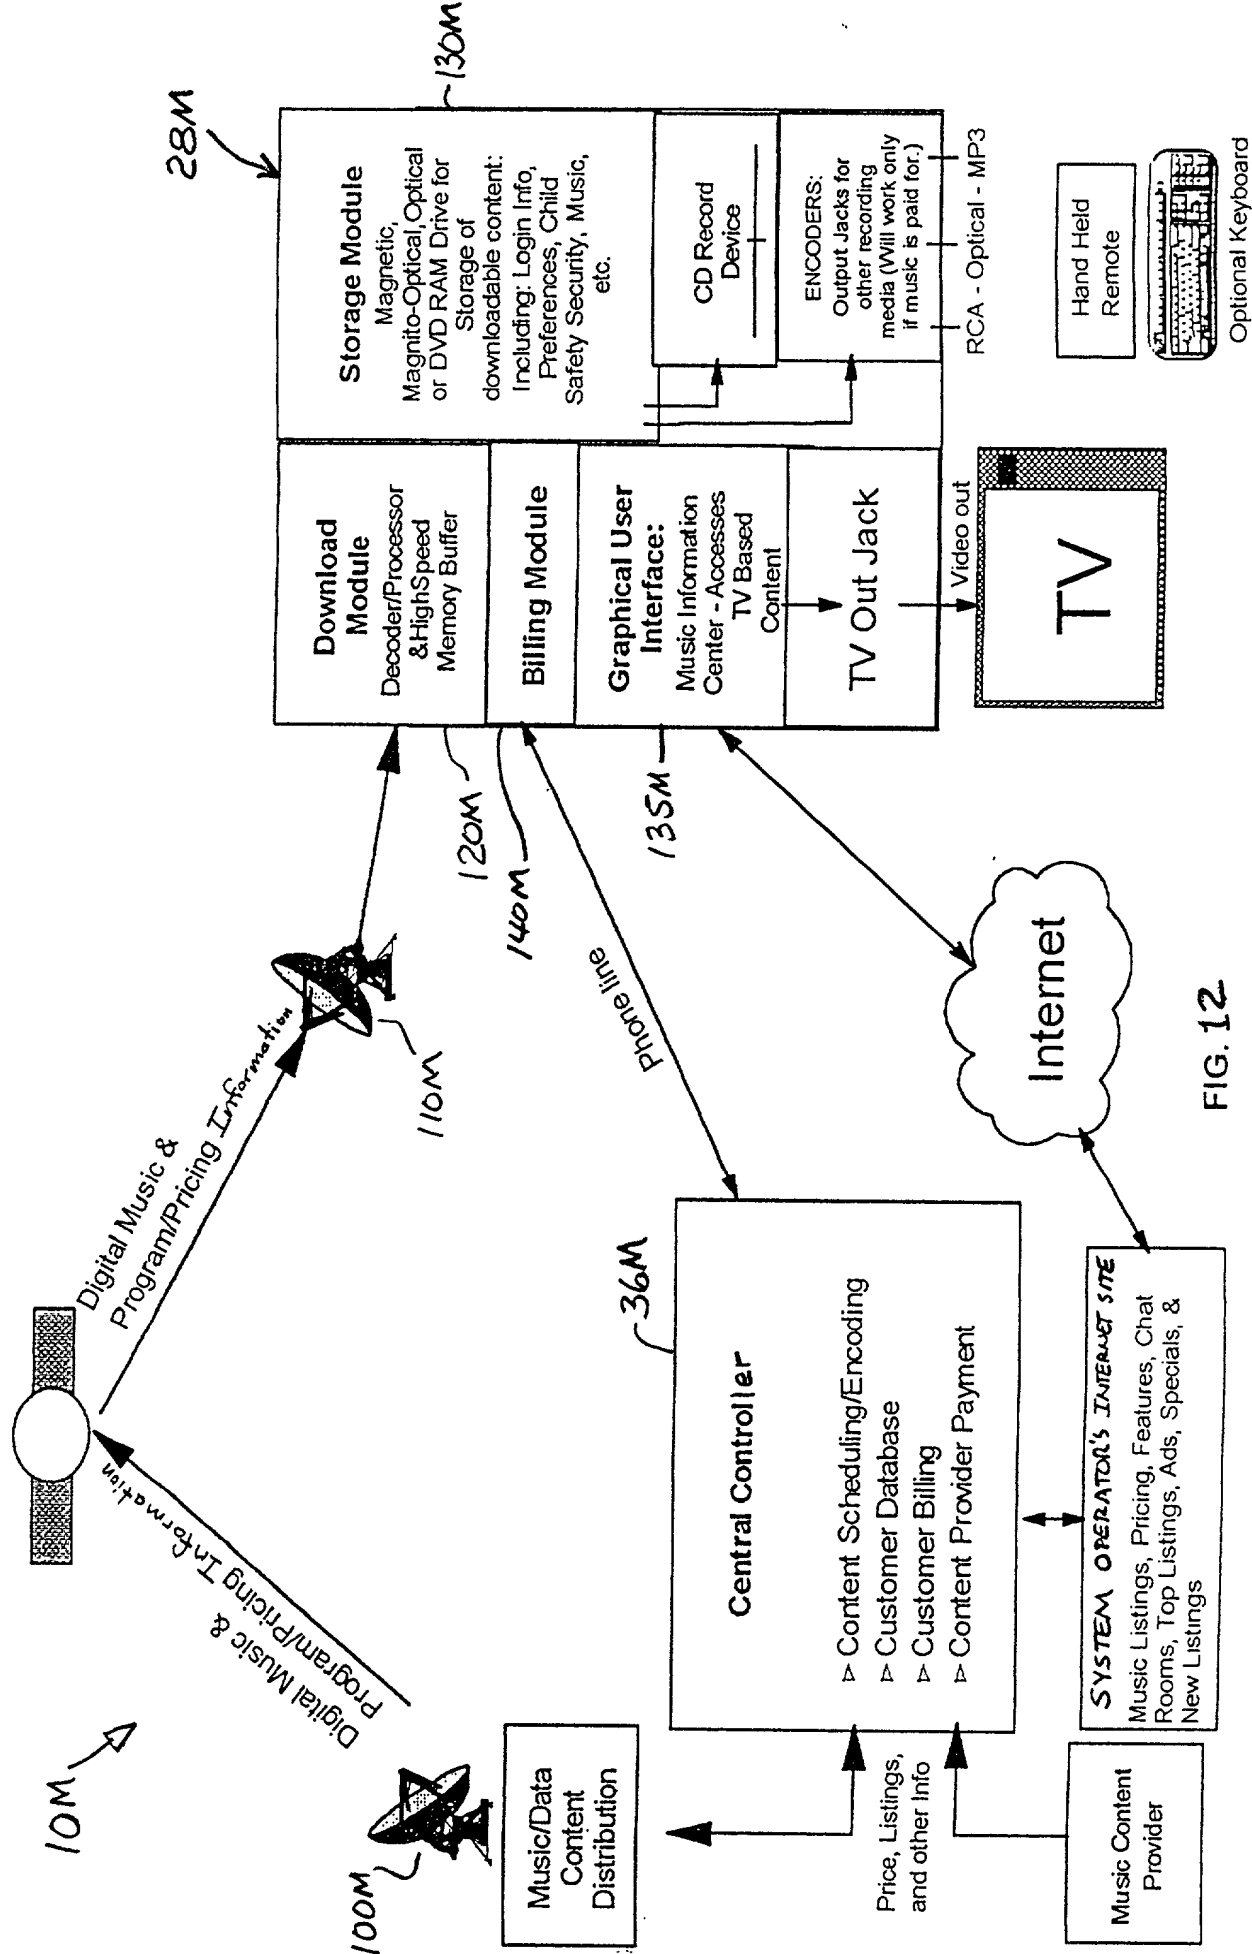 10M
Digital Music &
Program/Pricing Information
Digital Music &
Program/Pricing Information
100M
110M
Music/Data
Content
Distribution
Price, Listings,
and other Info
Music Content
Provider
36M
Central Controller
▷ Content Scheduling/Encoding
▷ Customer Database
▷ Customer Billing
▷ Content Provider Payment
SYSTEM OPERATOR'S INTERNET SITE
Music Listings, Pricing, Features, Chat
Rooms, Top Listings, Ads, Specials, &
New Listings
Phone line
Internet
28M
120M
140M
135M
130M
Download
Module
Decoder/Processor
&HighSpeed
Memory Buffer
Billing Module
Graphical User
Interface:
Music Information
Center - Accesses
TV Based
Content
TV Out Jack
Video out
TV
Storage Module
Magnetic,
Magnito-Optical,Optical
or DVD RAM Drive for
Storage of
downloadable content:
Including: Login Info,
Preferences, Child
Safety Security, Music,
etc.
CD Record
Device
ENCODERS:
Output Jacks for
other recording
media (Will work only
if music is paid for.)
RCA - Optical - MP3
Hand Held
Remote
Optional Keyboard
FIG. 12